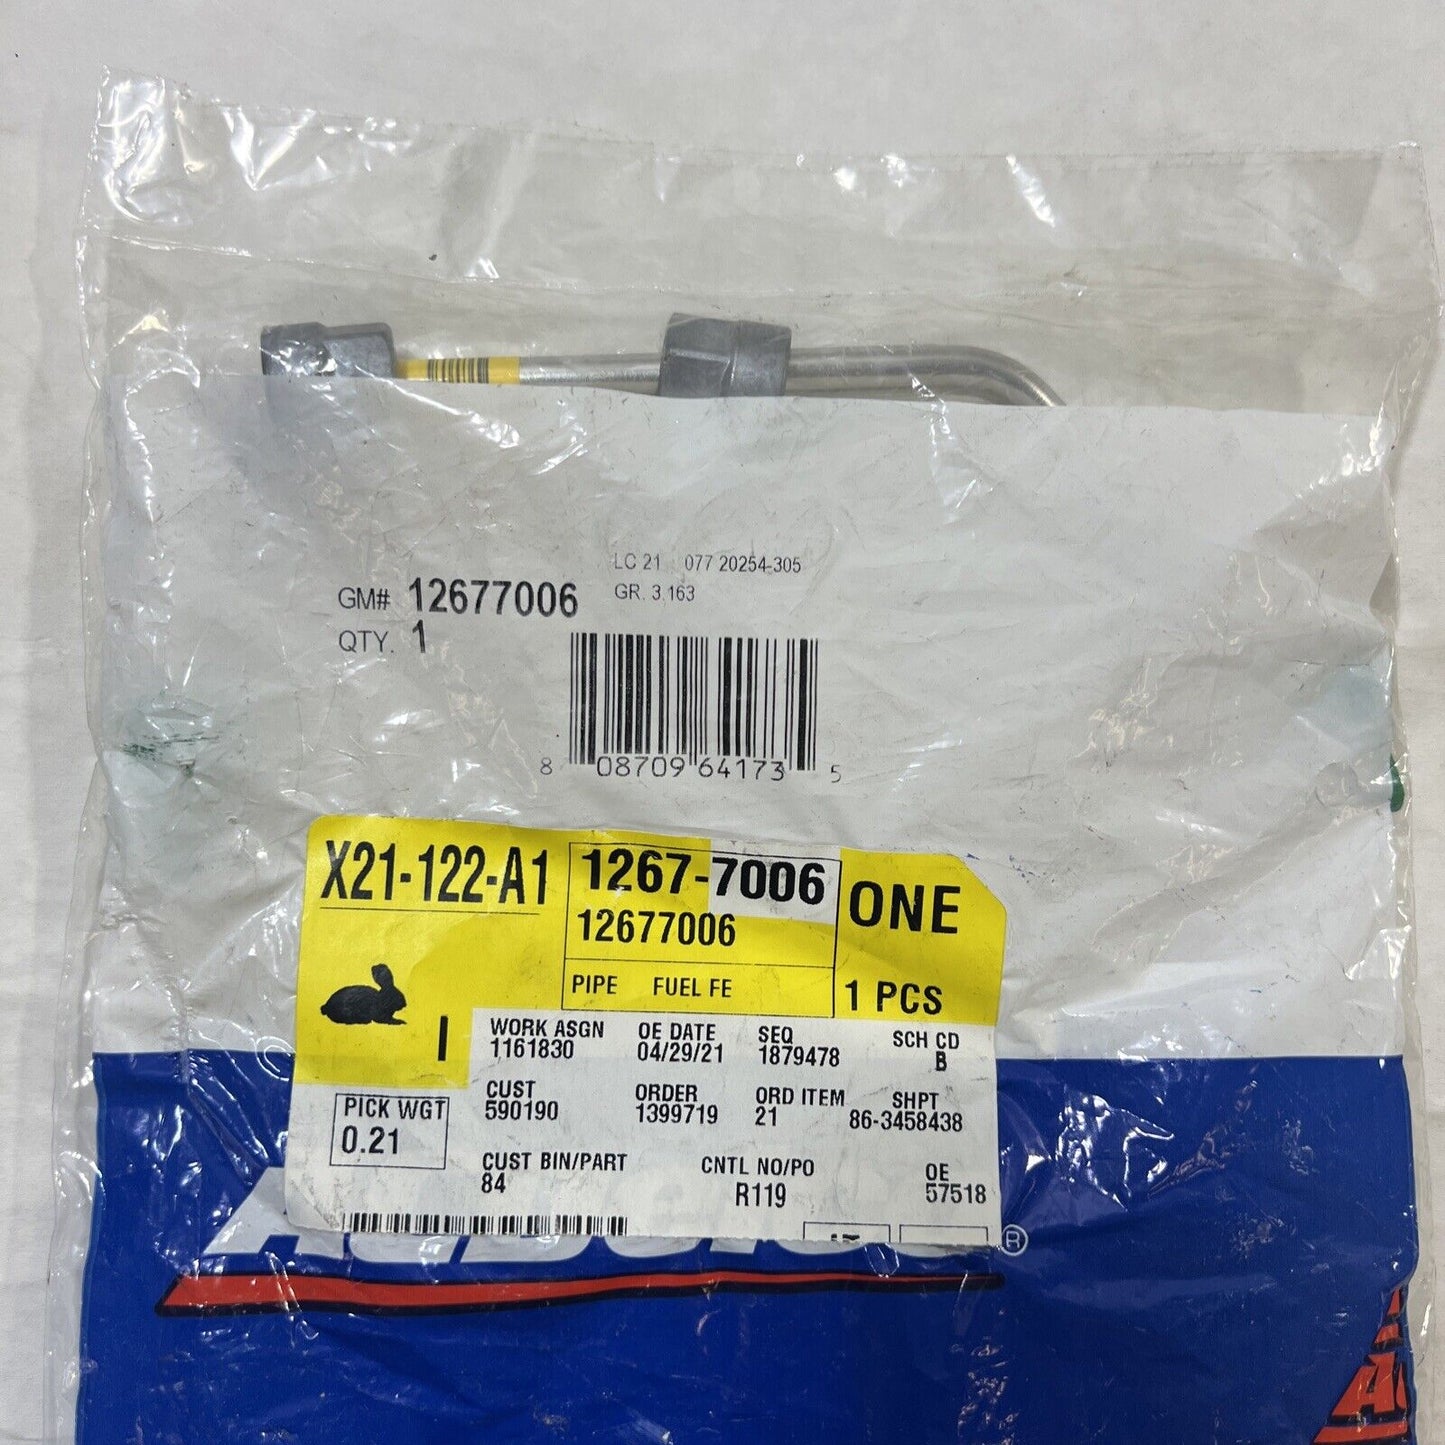 LC 21 077 20254-305
GM# 12677006 GR. 3.163
QTY. 1
8 08709 64173 5
X21-122-A1 1267-7006 ONE
12677006
PIPE FUEL FE 1 PCS
I
WORK ASGN OE DATE SEQ SCH CD
1161830 04/29/21 1879478 B
CUST ORDER ORD ITEM SHPT
590190 1399719 21 86-3458438
PICK WGT
0.21
CUST BIN/PART CNTL NO/PO OE
84 R119 57518
®